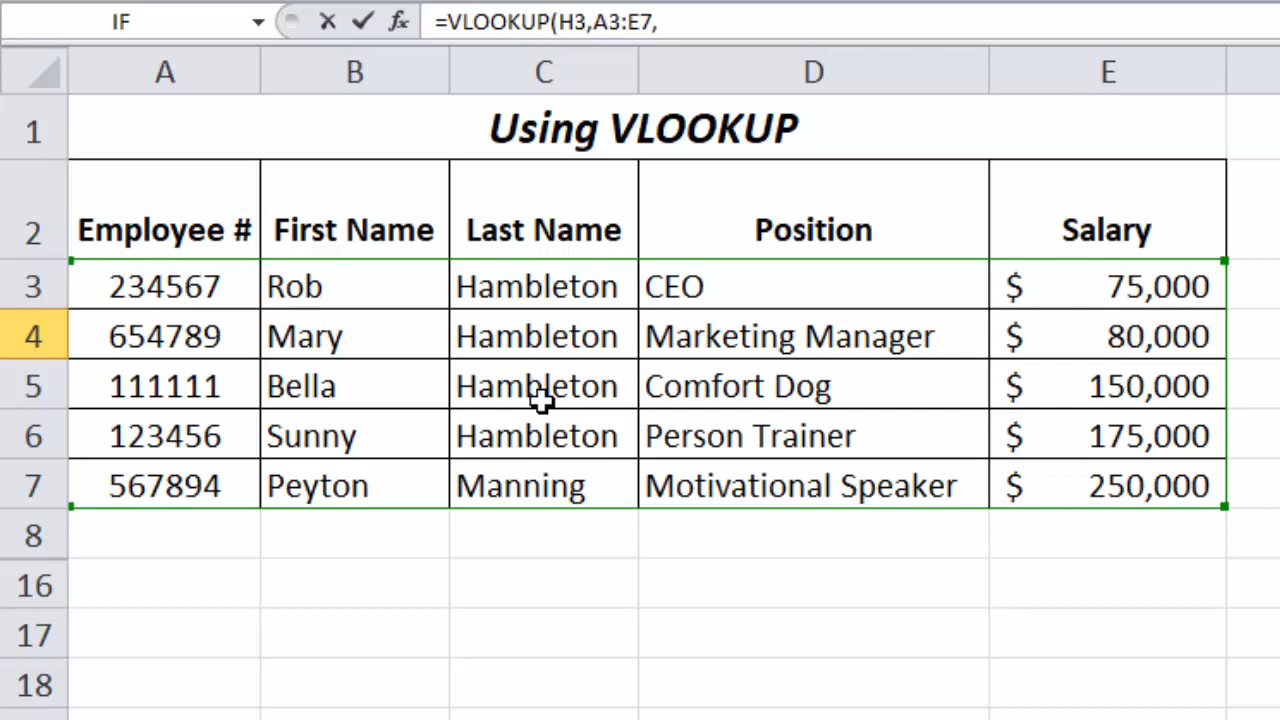 IF =VLOOKUP(H3,A3:E7,
A B C D E
1 Using VLOOKUP
2 Employee # First Name Last Name Position Salary
3 234567 Rob Hambleton CEO $ 75,000
4 654789 Mary Hambleton Marketing Manager $ 80,000
5 111111 Bella Hambleton Comfort Dog $ 150,000
6 123456 Sunny Hambleton Person Trainer $ 175,000
7 567894 Peyton Manning Motivational Speaker $ 250,000
8
16
17
18